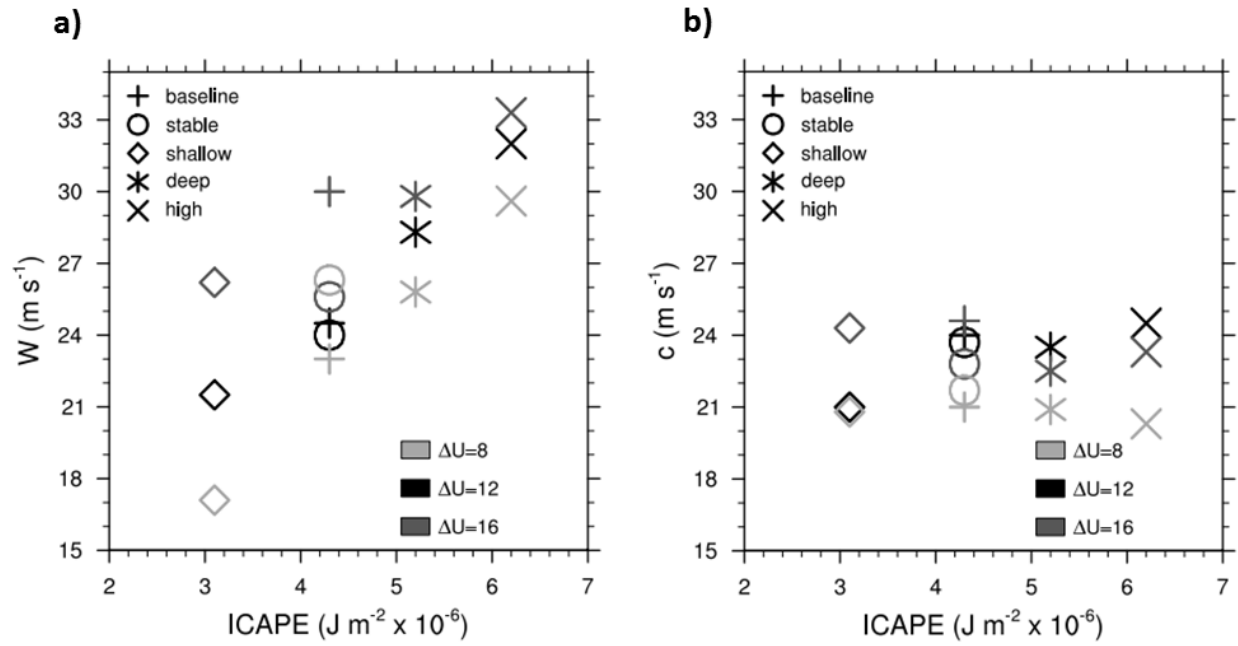 a)
baseline
stable
shallow
deep
high
33
30
27
24
21
18
15
W (m s⁻¹)
ΔU=8
ΔU=12
ΔU=16
2 3 4 5 6 7
ICAPE (J m⁻² x 10⁻⁶)
b)
baseline
stable
shallow
deep
high
33
30
27
24
21
18
15
c (m s⁻¹)
ΔU=8
ΔU=12
ΔU=16
2 3 4 5 6 7
ICAPE (J m⁻² x 10⁻⁶)